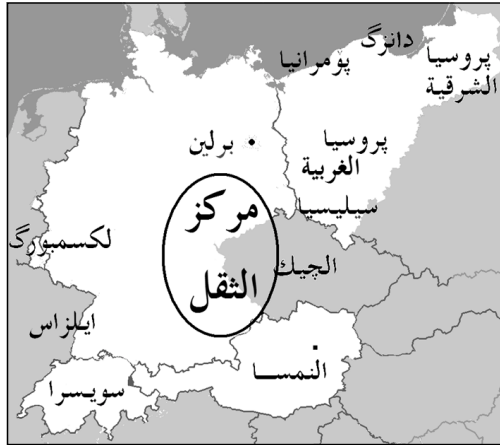 دانزگ
پومرانيا
پروسيا
الشرقية
برلين
پروسيا
الغربية
سيليسيا
مركز
الثقل
لكسمبورگ
الچيك
ايلزاس
النمسا
سويسرا